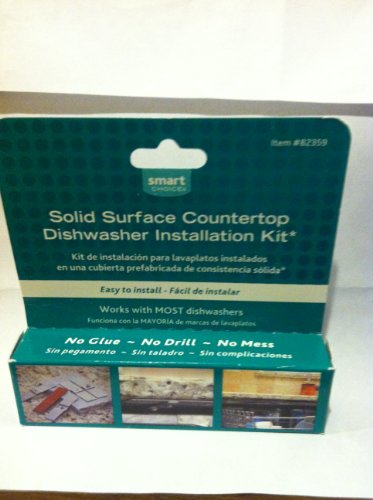 Item #82359
smart
CHOICE
Solid Surface Countertop
Dishwasher Installation Kit*
Kit de instalación para lavaplatos instalados
en una cubierta prefabricada de consistencia sólida*
Easy to install - Fácil de instalar
Works with MOST dishwashers
Funciona con la MAYORIA de marcas de lavaplatos
No Glue ~ No Drill ~ No Mess
Sin pegamento ~ Sin taladro ~ Sin complicaciones